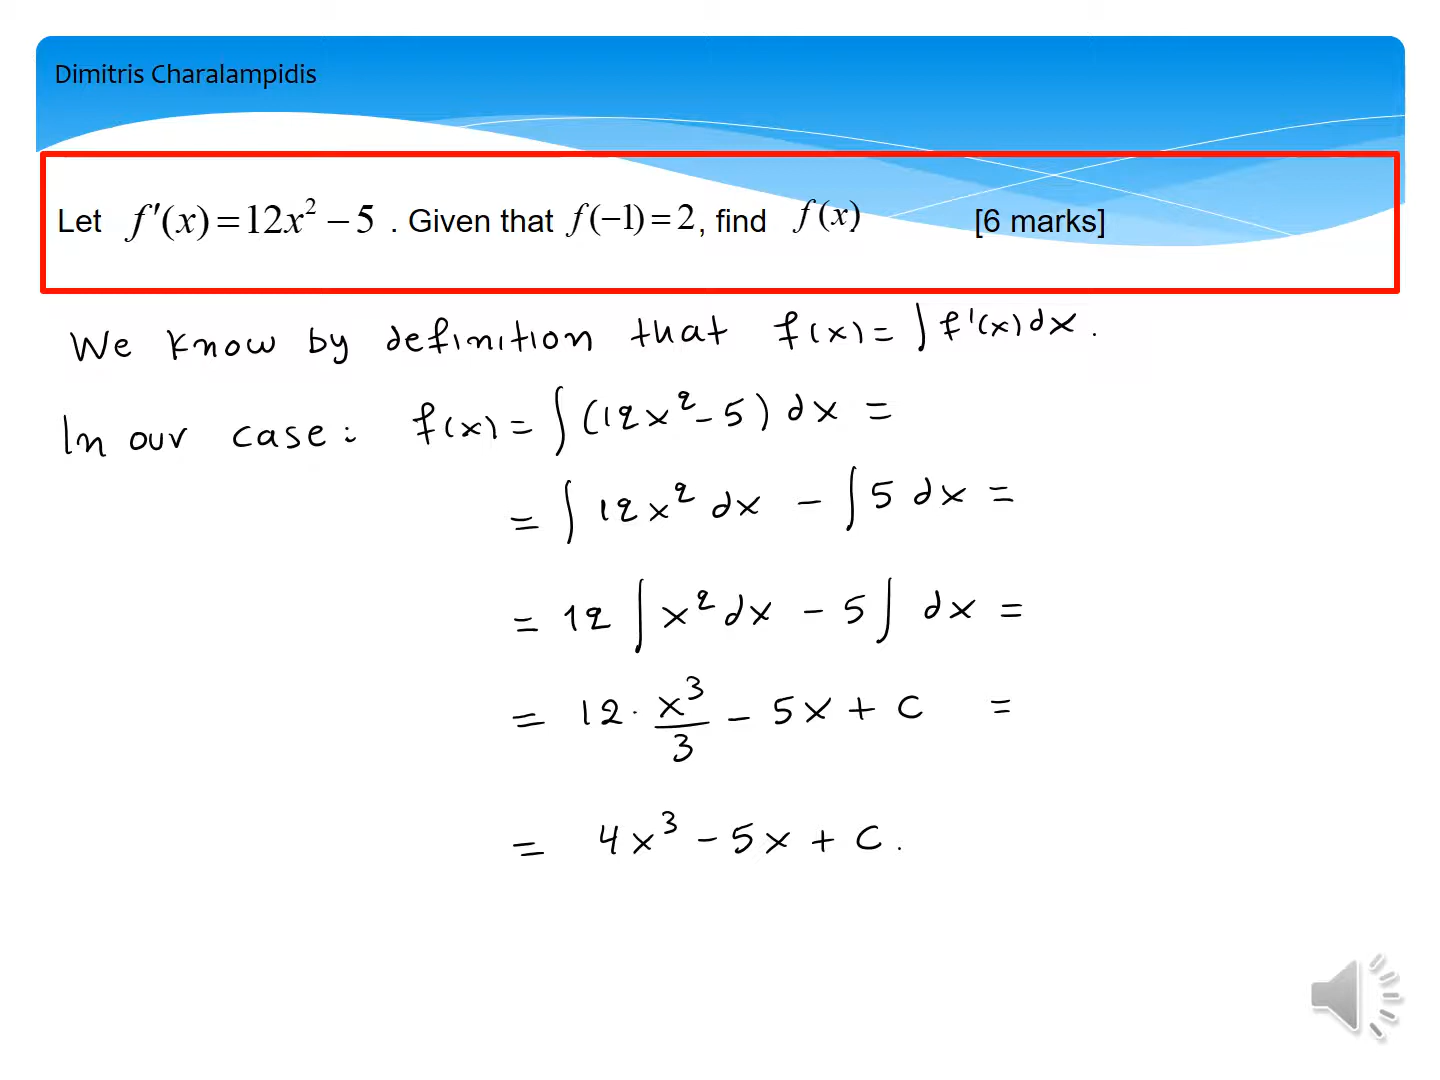 Dimitris Charalampidis
Let f′(x) = 12x² − 5 . Given that f(−1) = 2, find f(x) [6 marks]
We know by definition that f(x) = ∫ f'(x) dx.
In our case: f(x) = ∫ (12x² − 5) dx =
= ∫ 12x² dx − ∫ 5 dx =
= 12 ∫ x² dx − 5 ∫ dx =
= 12 · x³/3 − 5x + c =
= 4x³ − 5x + c.